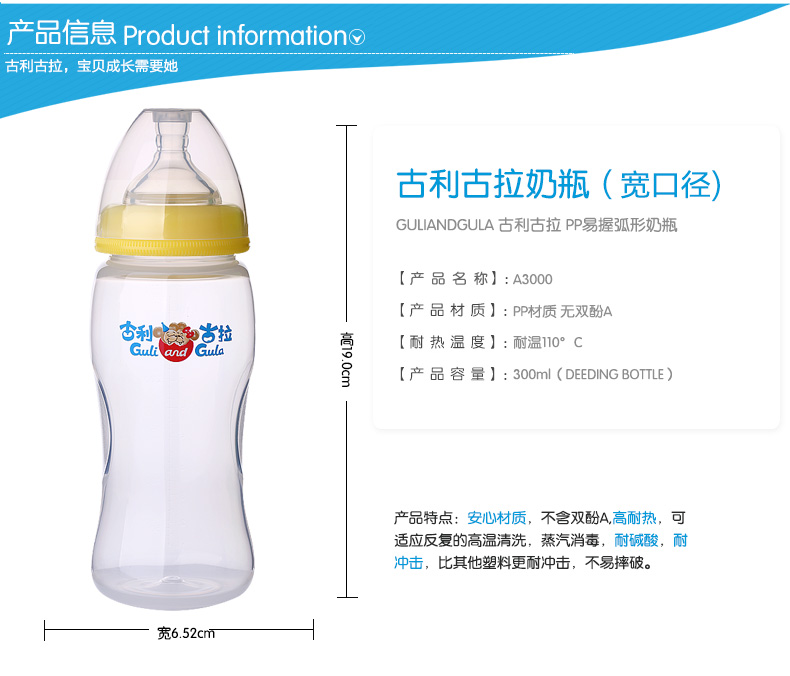 产品信息 Product information
古利古拉，宝贝成长需要她
古利古拉奶瓶（宽口径)
GULIANDGULA 古利古拉 PP易握弧形奶瓶
【产品名称】: A3000
【产品材质】: PP材质 无双酚A
【耐热温度】: 耐温110° C
【产品容量】: 300ml（DEEDING BOTTLE）
古利古拉
Guli and Gula
高19.0cm
产品特点：安心材质，不含双酚A,高耐热，可
适应反复的高温清洗，蒸汽消毒，耐碱酸，耐
冲击，比其他塑料更耐冲击，不易摔破。
宽6.52cm